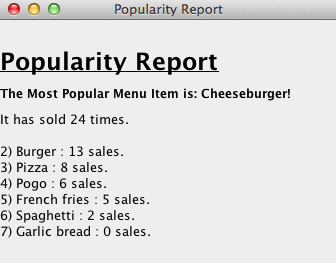 Popularity Report
Popularity Report
The Most Popular Menu Item is: Cheeseburger!
It has sold 24 times.
2) Burger : 13 sales.
3) Pizza : 8 sales.
4) Pogo : 6 sales.
5) French fries : 5 sales.
6) Spaghetti : 2 sales.
7) Garlic bread : 0 sales.